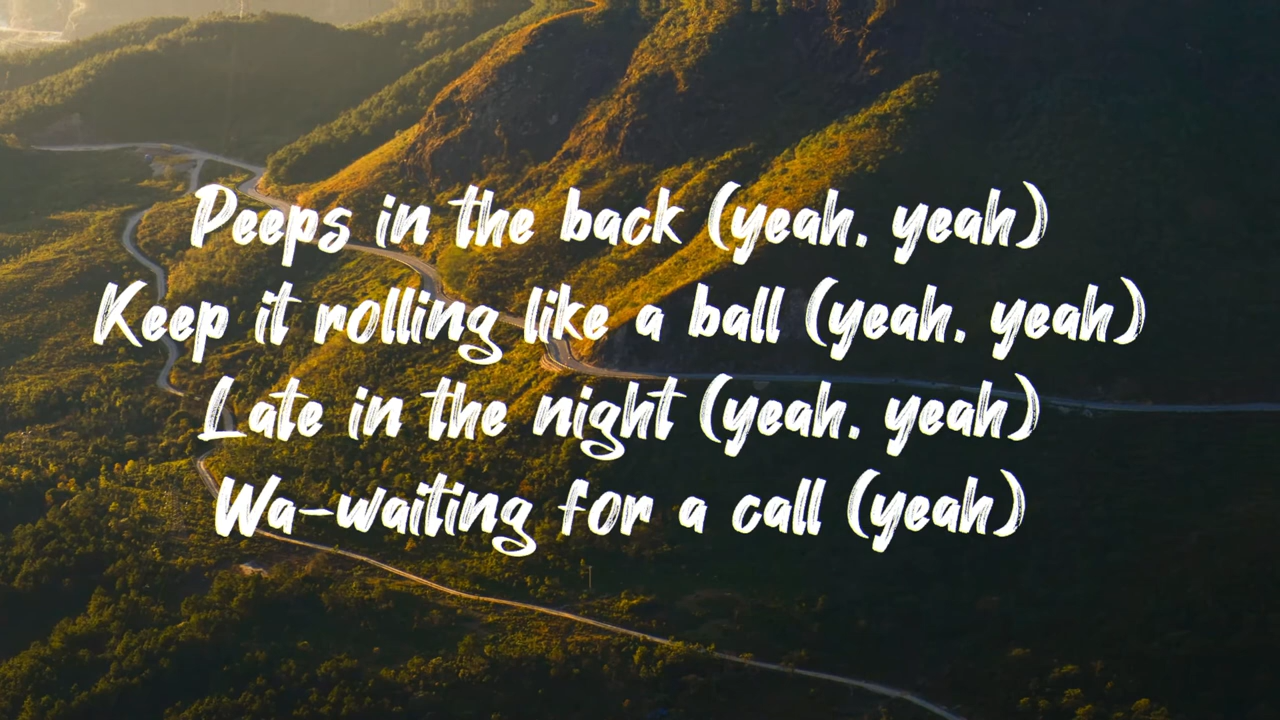 Peeps in the back (yeah, yeah)
Keep it rolling like a ball (yeah, yeah)
Late in the night (yeah, yeah)
Wa-waiting for a call (yeah)